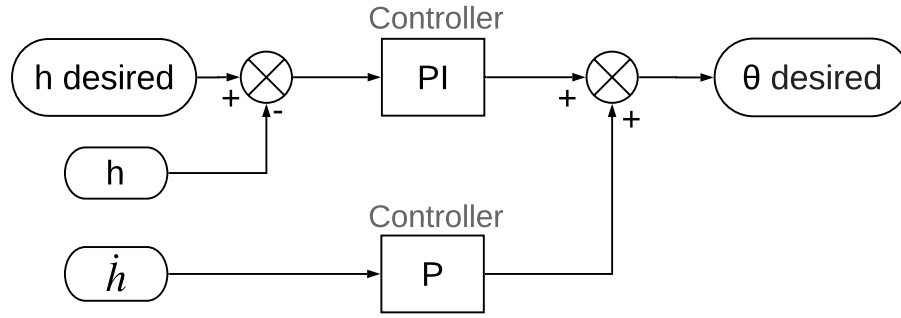 Controller
h desired
PI
θ desired
+
-
+
+
h
Controller
ḣ
P